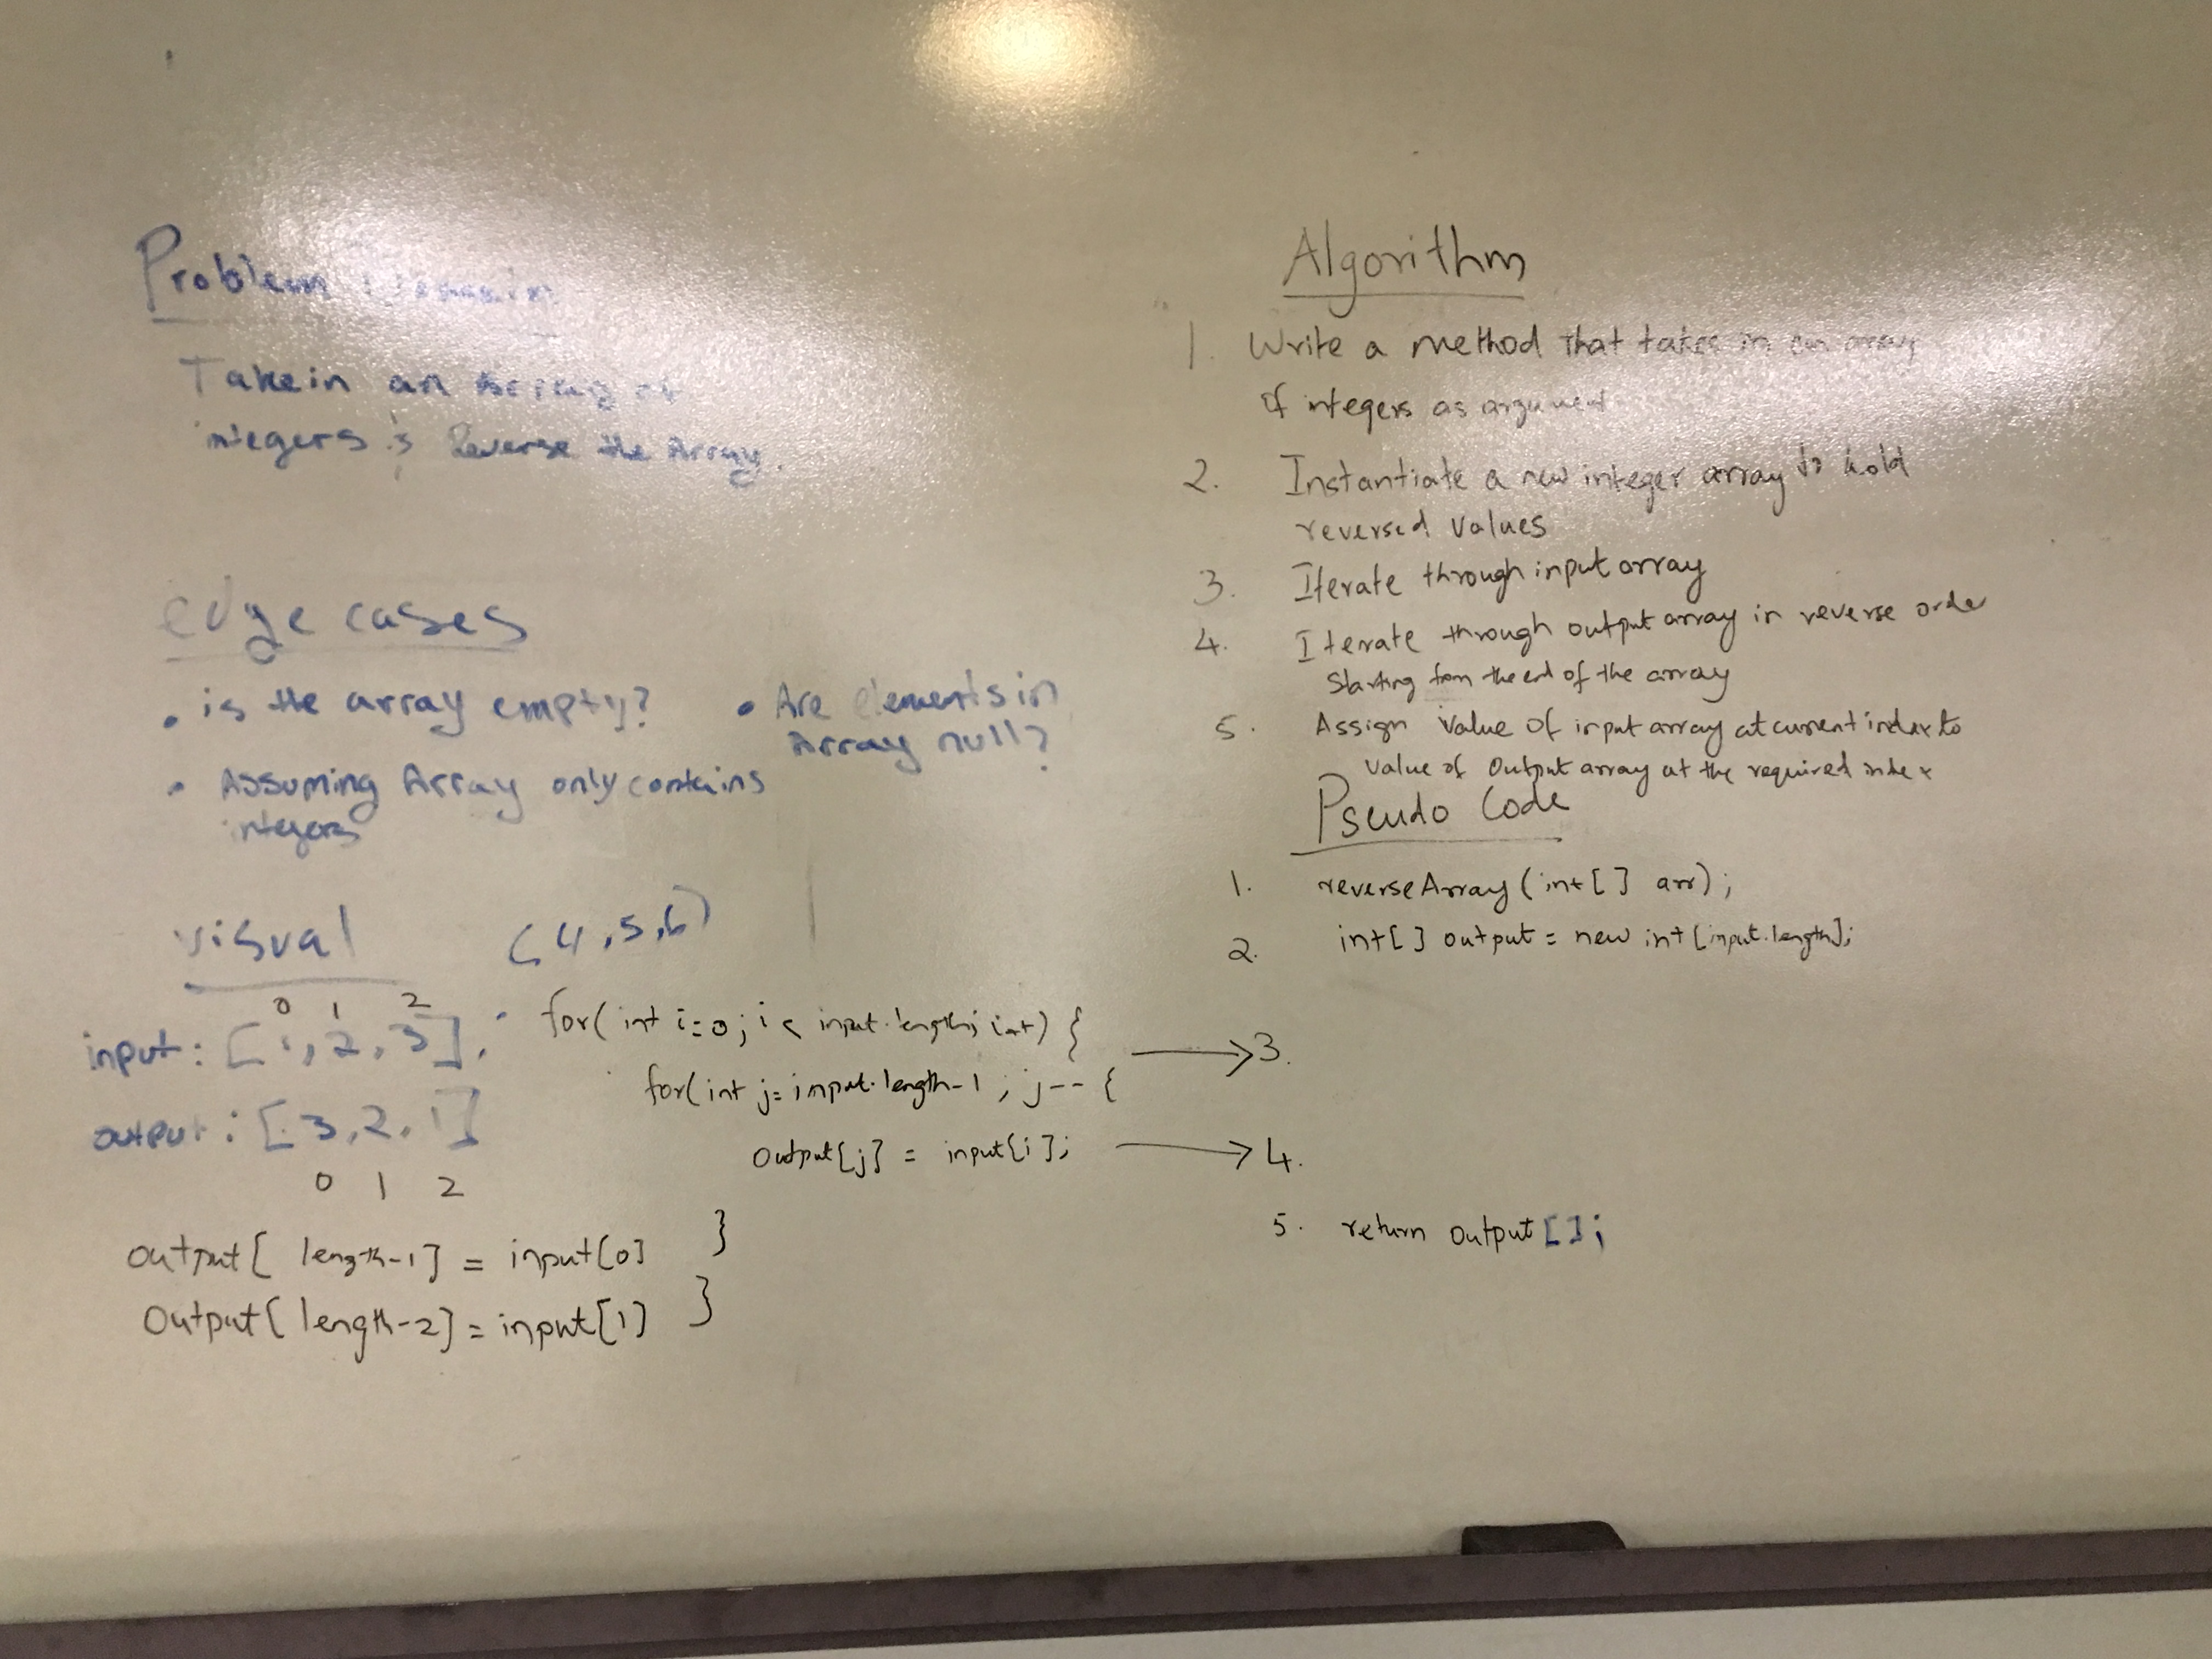 Problem Domain
Take in an Array of
integers & Reverse the Array.
edge cases
• is the array empty?
• Are Elements in
Array null?
• Assuming Array only contains
integers
visual
(4,5,6)
0 1 2
input: [1,2,3].
output: [3,2,1]
0 1 2
output[ length-1] = input[0]
Output[ length-2] = input[1]
for( int i=0; i < input.length; i++) {
→ 3.
for(int j= input.length-1 ; j-- {
Output[j] = input[i];
→ 4.
}
}
Algorithm
1. Write a method that takes in an array
of integers as argument
2. Instantiate a new integer array to hold
reversed values
3. Iterate through input array
4. Iterate through output array in reverse order
Starting from the end of the array
5. Assign value of input array at current index to
value of output array at the required index
Pseudo Code
1. reverseArray(int[] arr);
2. int[] output = new int[input.length];
5. return output[];